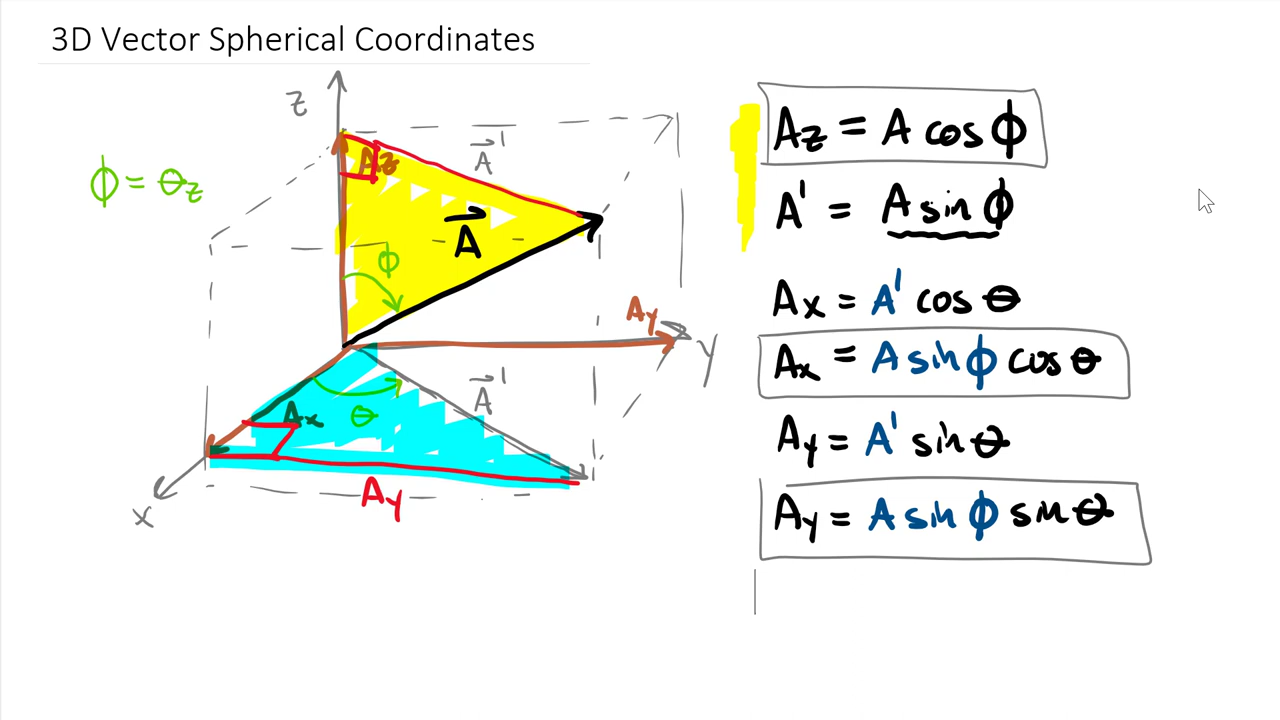 3D Vector Spherical Coordinates
z
A⃗'
Az
ϕ = θz
A⃗
ϕ
Ay
y
A⃗'
Ax
θ
Ay
x
Az = A cos ϕ
A' = A sin ϕ
Ax = A' cos θ
Ax = A sin ϕ cos θ
Ay = A' sin θ
Ay = A sin ϕ sin θ